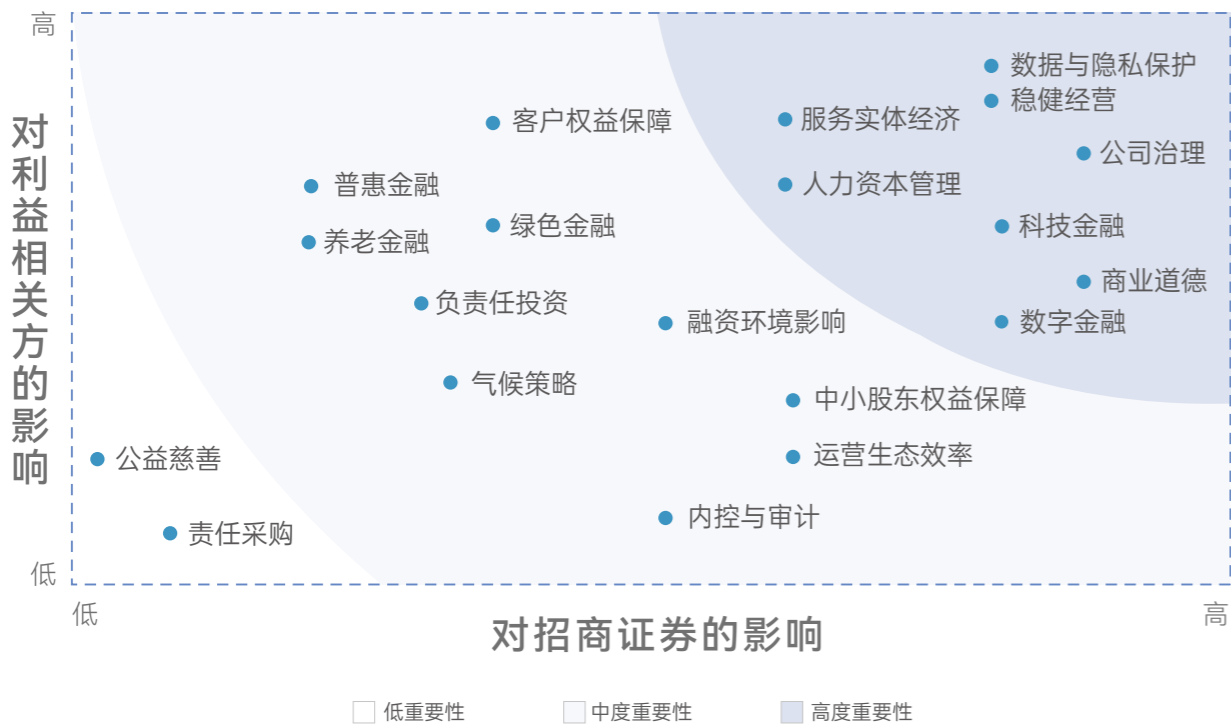 高
对利益相关方的影响
低
数据与隐私保护
稳健经营
客户权益保障
服务实体经济
公司治理
普惠金融
人力资本管理
绿色金融
科技金融
养老金融
商业道德
负责任投资
融资环境影响
数字金融
气候策略
中小股东权益保障
公益慈善
运营生态效率
内控与审计
责任采购
低
高
对招商证券的影响
低重要性
中度重要性
高度重要性